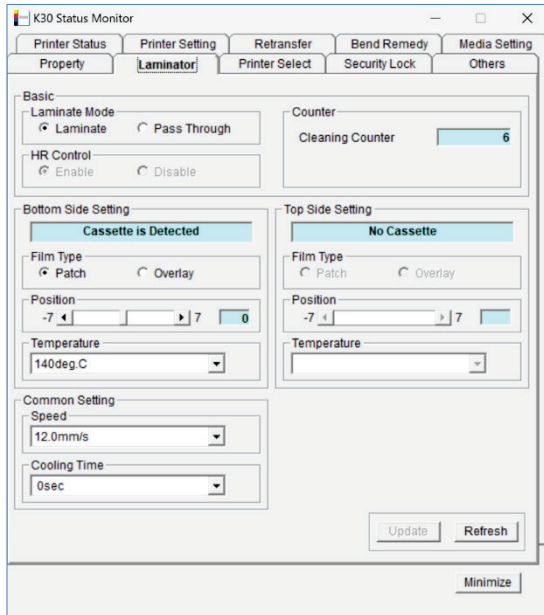 K30 Status Monitor
Printer Status Printer Setting Retransfer Bend Remedy Media Setting
Property Laminator Printer Select Security Lock Others
Basic
Laminate Mode
Laminate Pass Through
HR Control
Enable Disable
Counter
Cleaning Counter 6
Bottom Side Setting
Cassette is Detected
Film Type
Patch Overlay
Position
-7 7 0
Temperature
140deg.C
Top Side Setting
No Cassette
Film Type
Patch Overlay
Position
-7 7
Temperature
Common Setting
Speed
12.0mm/s
Cooling Time
0sec
Update Refresh
Minimize